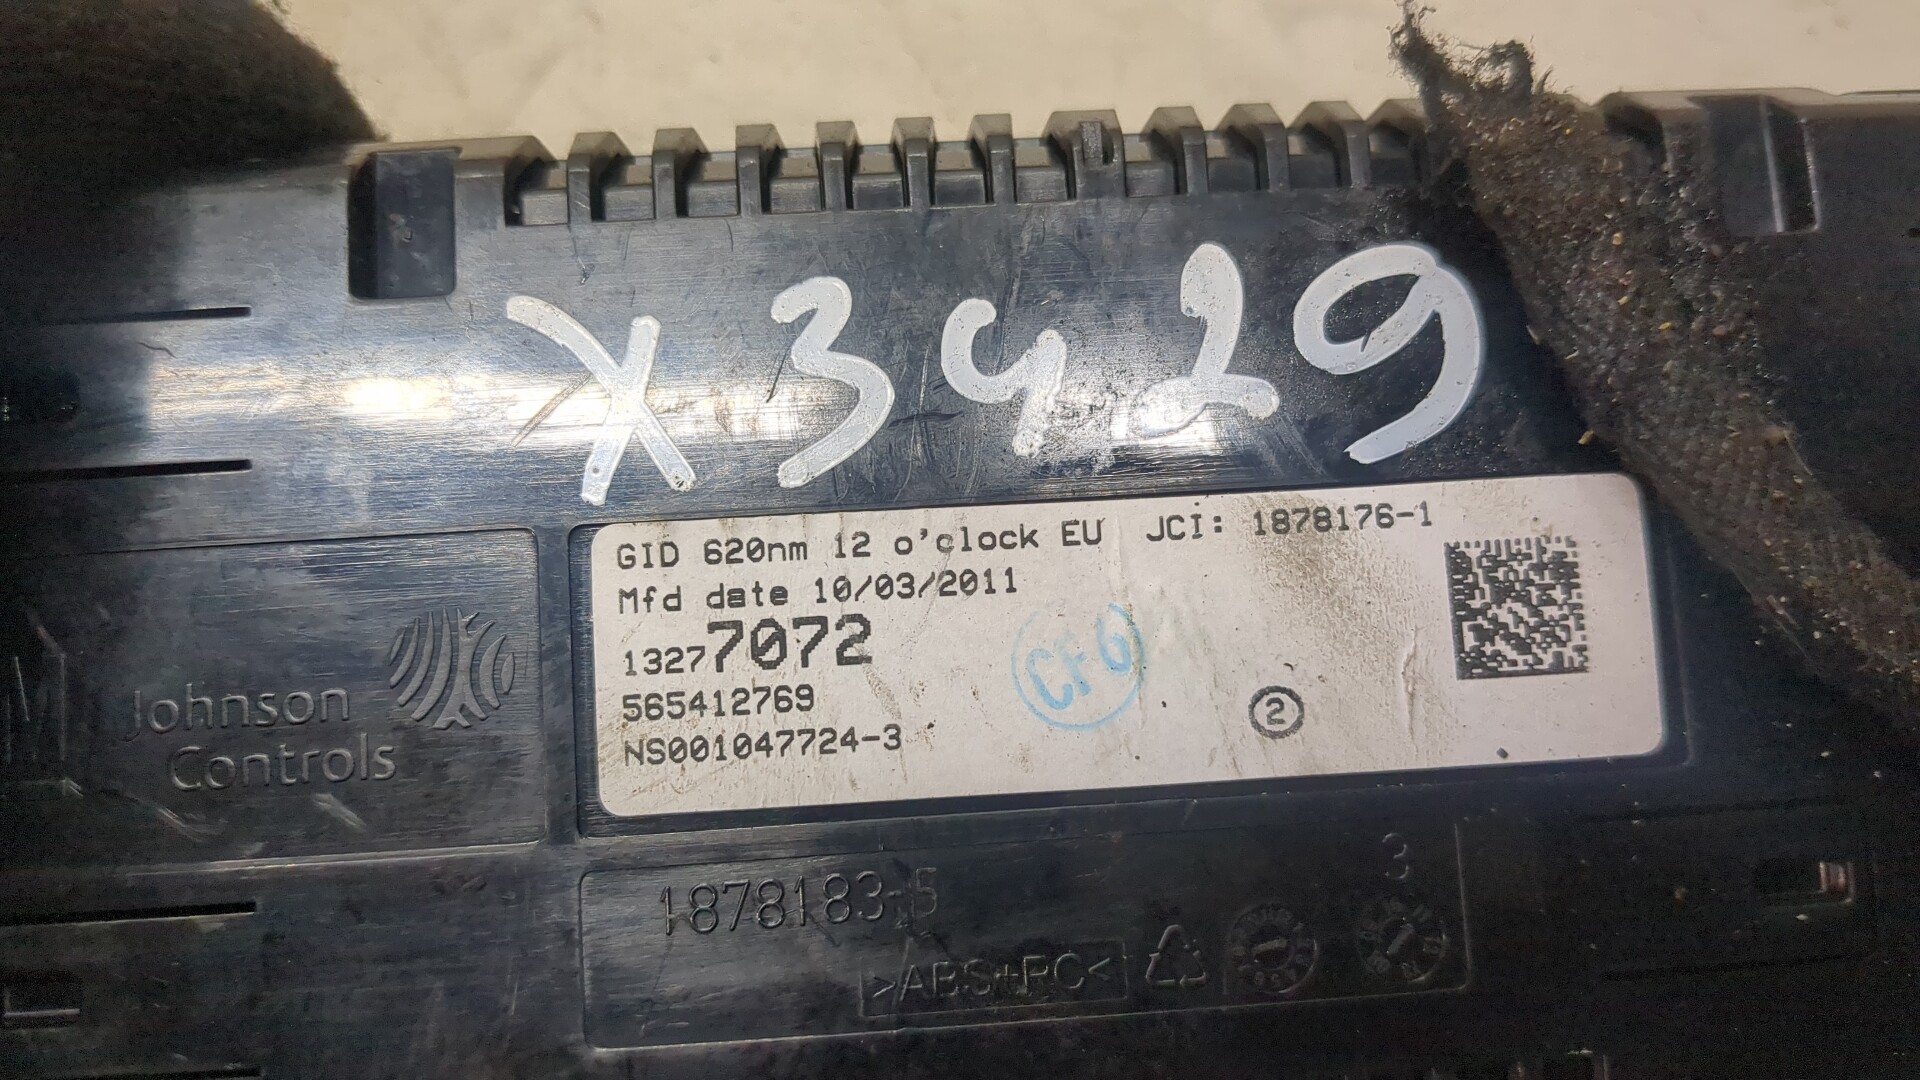 X3429
GID 620nm 12 o'clock EU JCI: 1878176-1
Mfd date 10/03/2011
13277072
565412769
NS001047724-3
CF6
2
Johnson
Controls
1878183-5
3
>ABS+PC<